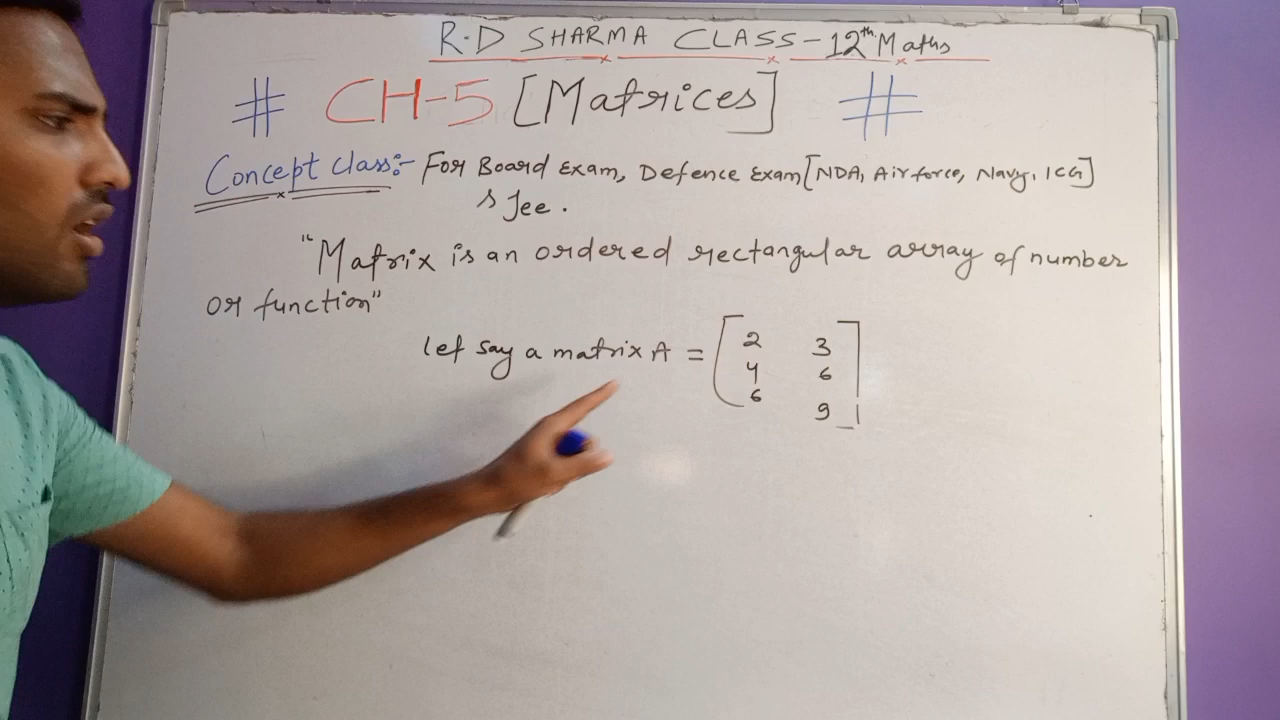 R.D SHARMA CLASS-12th Maths
# CH-5 [Matrices] #
Concept class:- For Board Exam, Defence Exam [NDA, Airforce, Navy, ICG]
s Jee.
"Matrix is an ordered rectangular array of number
or function"
let say a matrix A = [2 3
4 6
6 9]